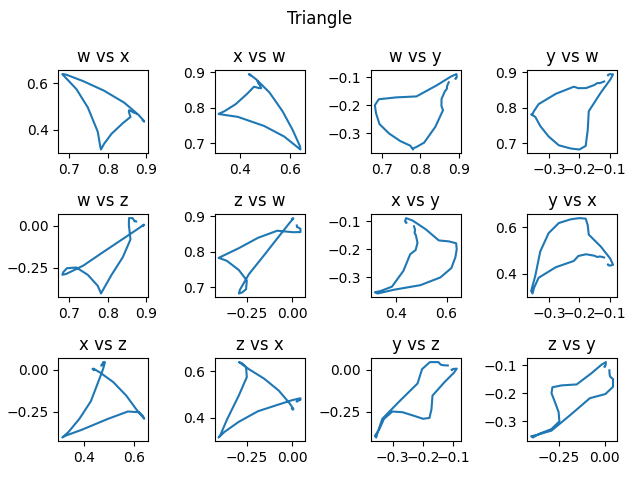 Triangle
w vs x
x vs w
w vs y
y vs w
0.6
0.4
0.7 0.8 0.9
0.9
0.8
0.7
0.4 0.6
−0.1
−0.2
−0.3
0.7 0.8 0.9
0.9
0.8
0.7
−0.3 −0.2 −0.1
w vs z
z vs w
x vs y
y vs x
0.00
−0.25
0.7 0.8 0.9
0.9
0.8
0.7
−0.25 0.00
−0.1
−0.2
−0.3
0.4 0.6
0.6
0.4
−0.3 −0.2 −0.1
x vs z
z vs x
y vs z
z vs y
0.00
−0.25
0.4 0.6
0.6
0.4
−0.25 0.00
0.00
−0.25
−0.3 −0.2 −0.1
−0.1
−0.2
−0.3
−0.25 0.00